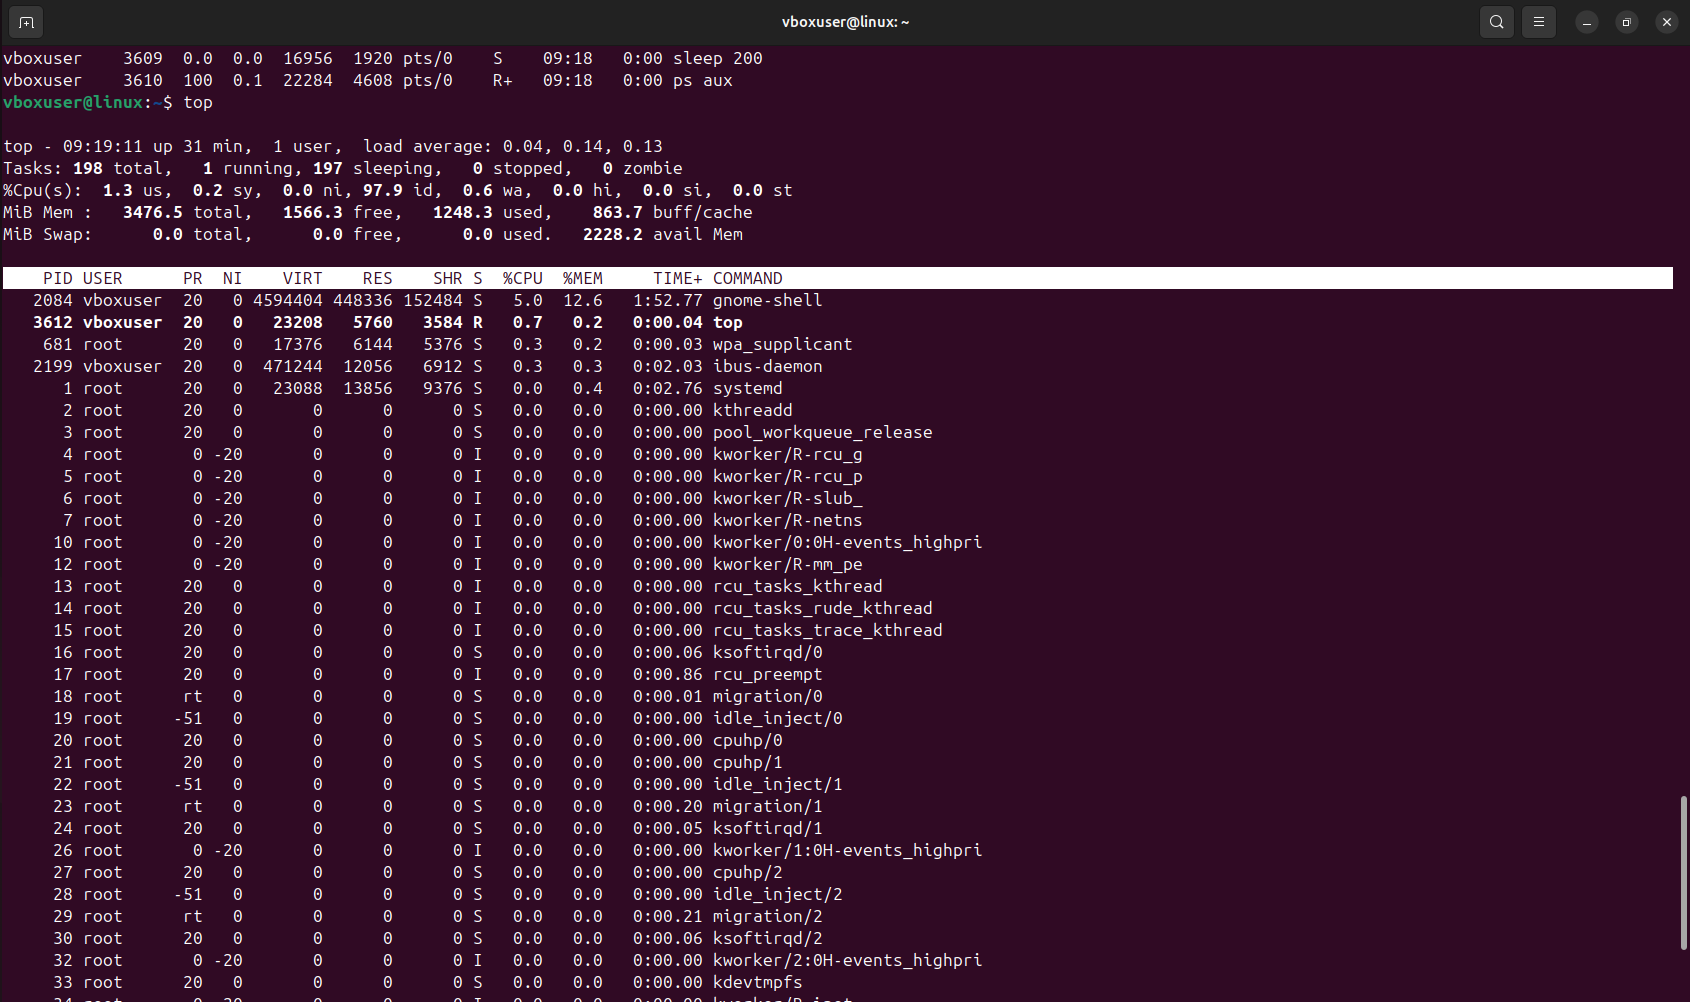 vboxuser@linux: ~
vboxuser    3609  0.0  0.0  16956  1920 pts/0    S    09:18   0:00 sleep 200
vboxuser    3610  100  0.1  22284  4608 pts/0    R+   09:18   0:00 ps aux
vboxuser@linux:~$ top
top - 09:19:11 up 31 min,  1 user,  load average: 0.04, 0.14, 0.13
Tasks: 198 total,   1 running, 197 sleeping,   0 stopped,   0 zombie
%Cpu(s):  1.3 us,  0.2 sy,  0.0 ni, 97.9 id,  0.6 wa,  0.0 hi,  0.0 si,  0.0 st
MiB Mem :   3476.5 total,   1566.3 free,   1248.3 used,    863.7 buff/cache
MiB Swap:      0.0 total,      0.0 free,      0.0 used.   2228.2 avail Mem
    PID USER      PR  NI    VIRT    RES    SHR S  %CPU  %MEM     TIME+ COMMAND
   2084 vboxuser  20   0 4594404 448336 152484 S   5.0  12.6   1:52.77 gnome-shell
   3612 vboxuser  20   0   23208   5760   3584 R   0.7   0.2   0:00.04 top
    681 root      20   0   17376   6144   5376 S   0.3   0.2   0:00.03 wpa_supplicant
   2199 vboxuser  20   0  471244  12056   6912 S   0.3   0.3   0:02.03 ibus-daemon
      1 root      20   0   23088  13856   9376 S   0.0   0.4   0:02.76 systemd
      2 root      20   0       0      0      0 S   0.0   0.0   0:00.00 kthreadd
      3 root      20   0       0      0      0 S   0.0   0.0   0:00.00 pool_workqueue_release
      4 root       0 -20       0      0      0 I   0.0   0.0   0:00.00 kworker/R-rcu_g
      5 root       0 -20       0      0      0 I   0.0   0.0   0:00.00 kworker/R-rcu_p
      6 root       0 -20       0      0      0 I   0.0   0.0   0:00.00 kworker/R-slub_
      7 root       0 -20       0      0      0 I   0.0   0.0   0:00.00 kworker/R-netns
     10 root       0 -20       0      0      0 I   0.0   0.0   0:00.00 kworker/0:0H-events_highpri
     12 root       0 -20       0      0      0 I   0.0   0.0   0:00.00 kworker/R-mm_pe
     13 root      20   0       0      0      0 I   0.0   0.0   0:00.00 rcu_tasks_kthread
     14 root      20   0       0      0      0 I   0.0   0.0   0:00.00 rcu_tasks_rude_kthread
     15 root      20   0       0      0      0 I   0.0   0.0   0:00.00 rcu_tasks_trace_kthread
     16 root      20   0       0      0      0 S   0.0   0.0   0:00.06 ksoftirqd/0
     17 root      20   0       0      0      0 I   0.0   0.0   0:00.86 rcu_preempt
     18 root      rt   0       0      0      0 S   0.0   0.0   0:00.01 migration/0
     19 root     -51   0       0      0      0 S   0.0   0.0   0:00.00 idle_inject/0
     20 root      20   0       0      0      0 S   0.0   0.0   0:00.00 cpuhp/0
     21 root      20   0       0      0      0 S   0.0   0.0   0:00.00 cpuhp/1
     22 root     -51   0       0      0      0 S   0.0   0.0   0:00.00 idle_inject/1
     23 root      rt   0       0      0      0 S   0.0   0.0   0:00.20 migration/1
     24 root      20   0       0      0      0 S   0.0   0.0   0:00.05 ksoftirqd/1
     26 root       0 -20       0      0      0 I   0.0   0.0   0:00.00 kworker/1:0H-events_highpri
     27 root      20   0       0      0      0 S   0.0   0.0   0:00.00 cpuhp/2
     28 root     -51   0       0      0      0 S   0.0   0.0   0:00.00 idle_inject/2
     29 root      rt   0       0      0      0 S   0.0   0.0   0:00.21 migration/2
     30 root      20   0       0      0      0 S   0.0   0.0   0:00.06 ksoftirqd/2
     32 root       0 -20       0      0      0 I   0.0   0.0   0:00.00 kworker/2:0H-events_highpri
     33 root      20   0       0      0      0 S   0.0   0.0   0:00.00 kdevtmpfs